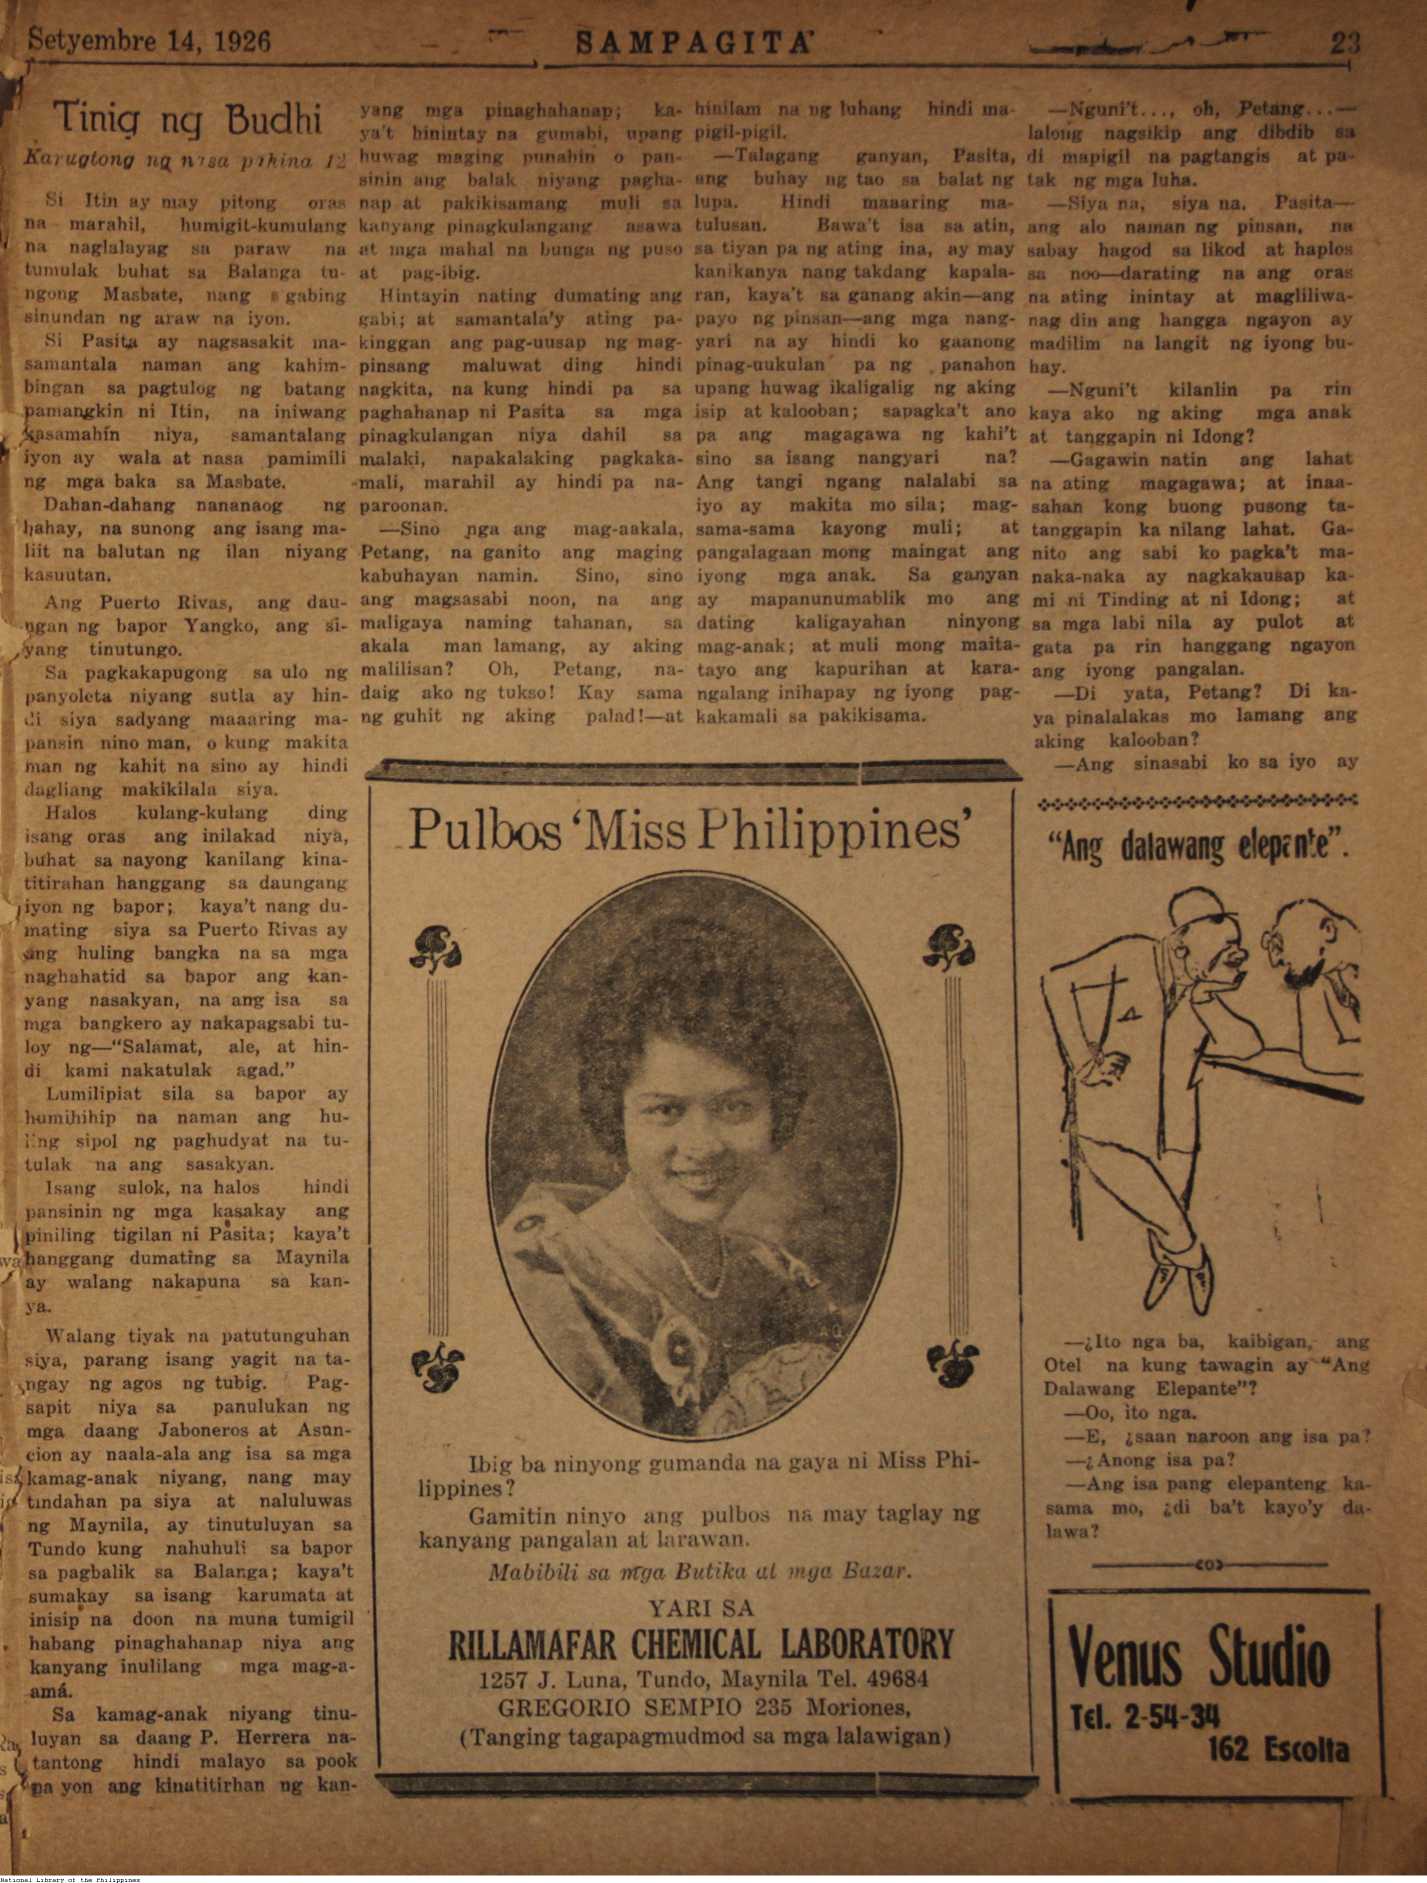 Setyembre 14, 1926
SAMPAGITA
23
Tinig ng Budhi
Karugtong ng nasa pahina 12
Si Itin ay may pitong oras
na marahil, humigit-kumulang
na naglalayag sa paraw na
tumulak buhat sa Balanga tu-
ngong Masbate, nang gabing
sinundan ng araw na iyon.
Si Pasita ay nagsasakit ma-
samantala naman ang kahim-
bingan sa pagtulog ng batang
pamangkin ni Itin, na iniwang
kasamahin niya, samantalang
iyon ay wala at nasa pamimili
ng mga baka sa Masbate.
Dahan-dahang nananaog ng
bahay, na sunong ang isang ma-
liit na balutan ng ilan niyang
kasuutan.
Ang Puerto Rivas, ang dau-
ngan ng bapor Yangko, ang si-
yang tinutungo.
Sa pagkakapugong sa ulo ng
panyoleta niyang sutla ay hin-
di siya sadyang maaaring ma-
pansin nino man, o kung makita
man ng kahit na sino ay hindi
dagliang makikilala siya.
Halos kulang-kulang ding
isang oras ang inilakad niya,
buhat sa nayong kanilang kina-
titirahan hanggang sa daungang
iyon ng bapor; kaya't nang du-
mating siya sa Puerto Rivas ay
ang huling bangka na sa mga
naghahatid sa bapor ang kan-
yang nasakyan, na ang isa sa
mga bangkero ay nakapagsabi tu-
loy ng—“Salamat, ale, at hin-
di kami nakatulak agad.”
Lumilipiat sila sa bapor ay
humihihip na naman ang hu-
ling sipol ng paghudyat na tu-
tulak na ang sasakyan.
Isang sulok, na halos hindi
pansinin ng mga kasakay ang
piniling tigilan ni Pasita; kaya't
hanggang dumating sa Maynila
ay walang nakapuna sa kan-
ya.
Walang tiyak na patutunguhan
siya, parang isang yagit na ta-
ngay ng agos ng tubig. Pag-
sapit niya sa panulukan ng
mga daang Jaboneros at Asun-
cion ay naala-ala ang isa sa mga
kamag-anak niyang, nang may
tindahan pa siya at naluluwas
ng Maynila, ay tinutuluyan sa
Tundo kung nahuhuli sa bapor
sa pagbalik sa Balanga; kaya't
sumakay sa isang karumata at
inisip na doon na muna tumigil
habang pinaghahanap niya ang
kanyang inulilang mga mag-a-
amá.
Sa kamag-anak niyang tinu-
luyan sa daang P. Herrera na-
tantong hindi malayo sa pook
na yon ang kinatitirhan ng kan-
yang mga pinaghahanap; ka-
ya't hinintay na gumabi, upang
huwag maging punahin o pan-
sinin ang balak niyang pagha-
nap at pakikisamang muli sa
kanyang pinagkulangang asawa
at mga mahal na bunga ng puso
at pag-ibig.
Hintayin nating dumating ang
gabi; at samantala'y ating pa-
kinggan ang pag-uusap ng mag-
pinsang maluwat ding hindi
nagkita, na kung hindi pa sa
paghahanap ni Pasita sa mga
pinagkulangan niya dahil sa
malaki, napakalaking pagkaka-
mali, marahil ay hindi pa na-
paroonan.
—Sino nga ang mag-aakala,
Petang, na ganito ang maging
kabuhayan namin. Sino, sino
ang magsasabi noon, na ang
maligaya naming tahanan, sa
akala man lamang, ay aking
malilisan? Oh, Petang, na-
daig ako ng tukso! Kay sama
ng guhit ng aking palad!—at
hinilam na ng luhang hindi ma-
pigil-pigil.
—Talagang ganyan, Pasita,
ang buhay ng tao sa balat ng
lupa. Hindi maaaring ma-
tulusan. Bawa't isa sa atin,
sa tiyan pa ng ating ina, ay may
kanikanya nang takdang kapala-
ran, kaya't sa ganang akin—ang
payo ng pinsan—ang mga nang-
yari na ay hindi ko gaanong
pinag-uukulan pa ng panahon
upang huwag ikaligalig ng aking
isip at kalooban; sapagka't ano
pa ang magagawa ng kahi't
sino sa isang nangyari na?
Ang tangi ngang nalalabi sa
iyo ay makita mo sila; mag-
sama-sama kayong muli; at
pangalagaan mong maingat ang
iyong mga anak. Sa ganyan
ay mapanunumablik mo ang
dating kaligayahan ninyong
mag-anak; at muli mong maita-
tayo ang kapurihan at kara-
ngalang inihapay ng iyong pag-
kakamali sa pakikisama.
—Nguni't..., oh, Petang...—
lalong nagsikip ang dibdib sa
di mapigil na pagtangis at pa-
tak ng mga luha.
—Siya na, siya na, Pasita—
ang alo naman ng pinsan, na
sabay hagod sa likod at haplos
sa noo—darating na ang oras
na ating inintay at magliliwa-
nag din ang hangga ngayon ay
madilim na langit ng iyong bu-
hay.
—Nguni't kilanlin pa rin
kaya ako ng aking mga anak
at tanggapin ni Idong?
—Gagawin natin ang lahat
na ating magagawa; at inaa-
sahan kong buong pusong ta-
tanggapin ka nilang lahat. Ga-
nito ang sabi ko pagka't ma-
naka-naka ay nagkakausap ka-
mi ni Tinding at ni Idong; at
sa mga labi nila ay pulot at
gata pa rin hanggang ngayon
ang iyong pangalan.
—Di yata, Petang? Di ka-
ya pinalalakas mo lamang ang
aking kalooban?
—Ang sinasabi ko sa iyo ay
Pulbos ‘Miss Philippines’
Ibig ba ninyong gumanda na gaya ni Miss Phi-
lippines?
Gamitin ninyo ang pulbos na may taglay ng
kanyang pangalan at larawan.
Mabibili sa mga Butika at mga Bazar.
YARI SA
RILLAMAFAR CHEMICAL LABORATORY
1257 J. Luna, Tundo, Maynila Tel. 49684
GREGORIO SEMPIO 235 Moriones,
(Tanging tagapagmudmod sa mga lalawigan)
“Ang dalawang elepante”.
—¿Ito nga ba, kaibigan, ang
Otel na kung tawagin ay “Ang
Dalawang Elepante”?
—Oo, ito nga.
—E, ¿saan naroon ang isa pa?
—¿Anong isa pa?
—Ang isa pang elepanteng ka-
sama mo, ¿di ba't kayo'y da-
lawa?
Venus Studio
Tel. 2-54-34
162 Escolta
National Library of the Philippines